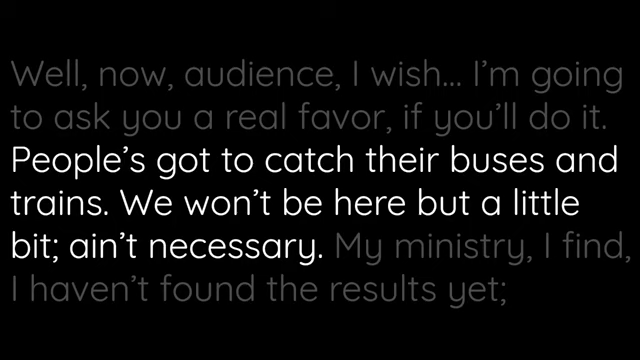 Well, now, audience, I wish... I'm going
to ask you a real favor, if you'll do it.
People's got to catch their buses and
trains. We won't be here but a little
bit; ain't necessary. My ministry, I find,
I haven't found the results yet;